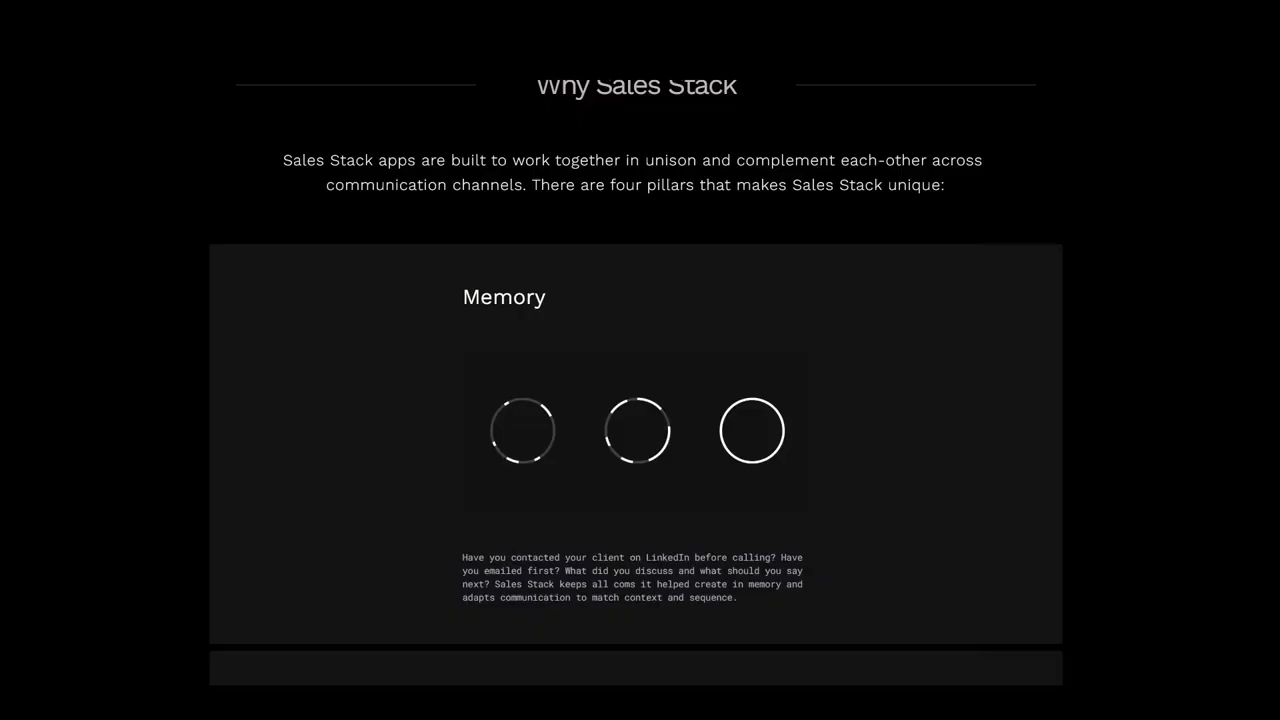 Why Sales Stack
Sales Stack apps are built to work together in unison and complement each-other across
communication channels. There are four pillars that makes Sales Stack unique:
Memory
Have you contacted your client on LinkedIn before calling? Have
you emailed first? What did you discuss and what should you say
next? Sales Stack keeps all coms it helped create in memory and
adapts communication to match context and sequence.